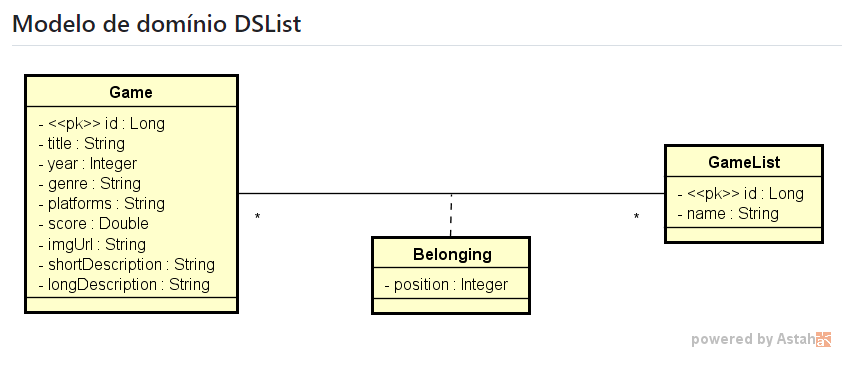 Modelo de domínio DSList
Game
- <<pk>> id : Long
- title : String
- year : Integer
- genre : String
- platforms : String
- score : Double
- imgUrl : String
- shortDescription : String
- longDescription : String
*
*
GameList
- <<pk>> id : Long
- name : String
Belonging
- position : Integer
powered by Astah